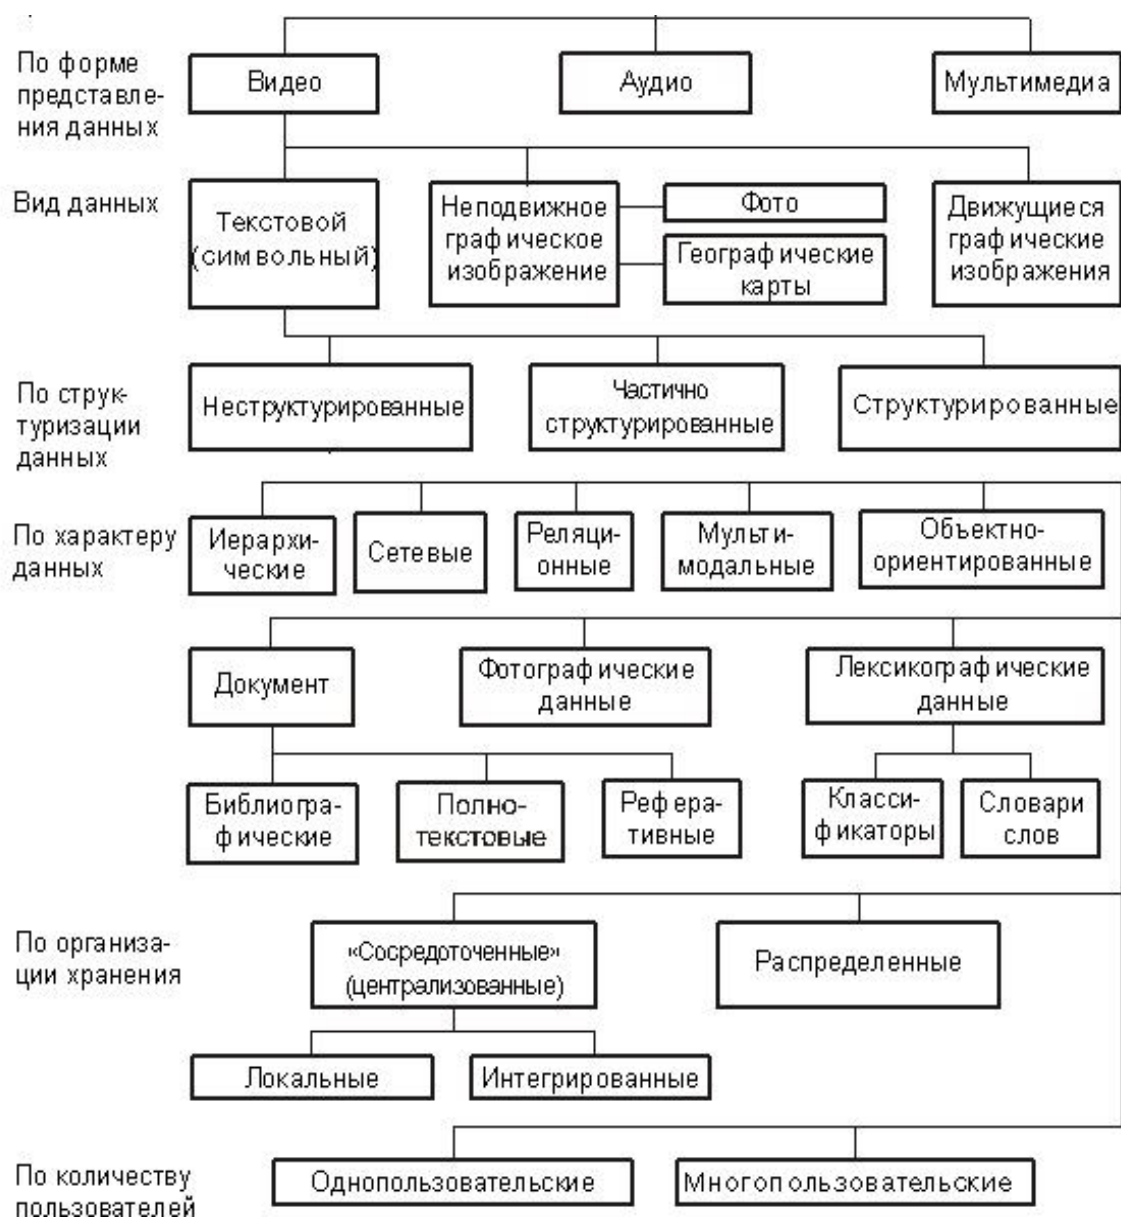 По форме
представле-
ния данных
Видео
Аудио
Мультимедиа
Вид данных
Текстовой
(символьный)
Неподвижное
графическое
изображение
Фото
Географические
карты
Движущиеся
графические
изображения
По струк-
туризации
данных
Неструктурированные
Частично
структурированные
Структурированные
По характеру
данных
Иерархи-
ческие
Сетевые
Реляци-
онные
Мульти-
модальные
Объектно-
ориентированные
Документ
Фотографические
данные
Лексикографические
данные
Библиогра-
фические
Полно-
текстовые
Рефера-
тивные
Класси-
фикаторы
Словари
слов
По организа-
ции хранения
«Сосредоточенные»
(централизованные)
Распределенные
Локальные
Интегрированные
По количеству
пользователей
Однопользовательские
Многопользовательские